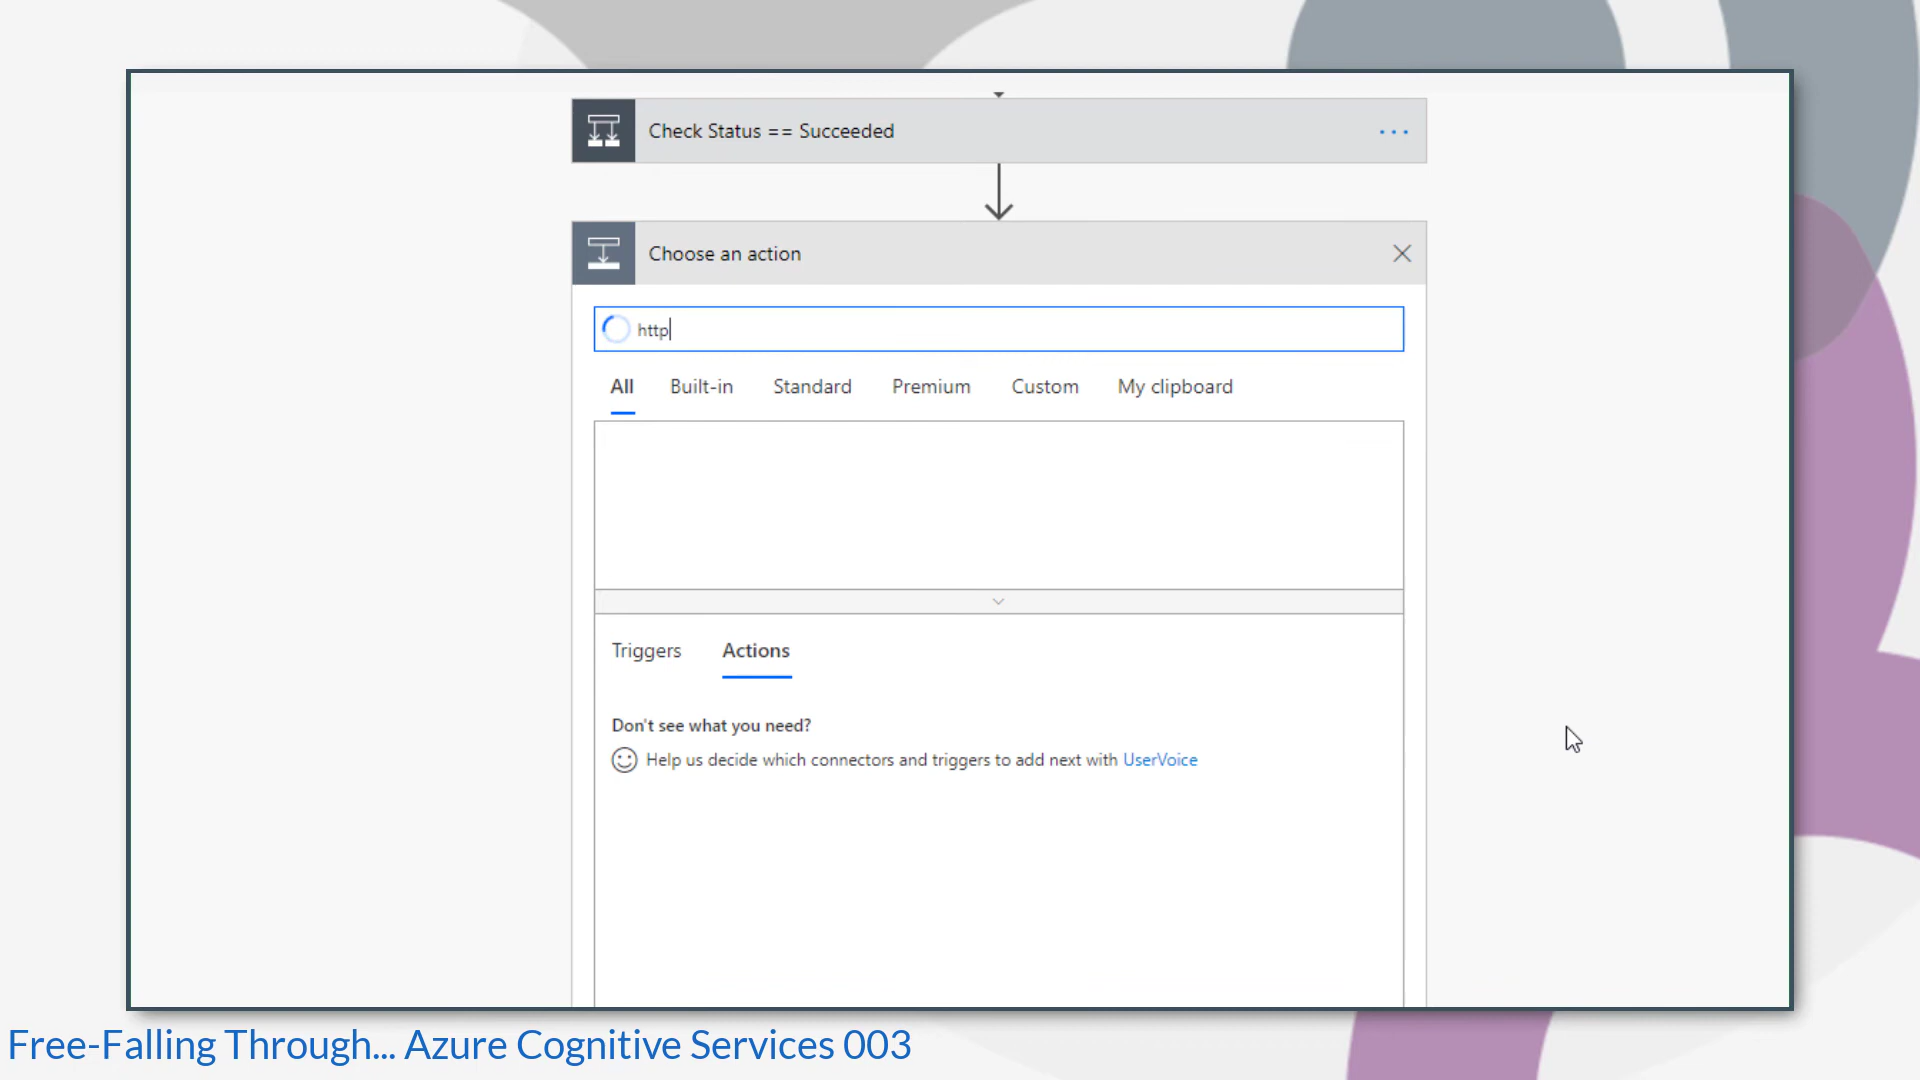 Check Status == Succeeded
...
Choose an action
http
All Built-in Standard Premium Custom My clipboard
Triggers Actions
Don't see what you need?
Help us decide which connectors and triggers to add next with UserVoice
Free-Falling Through... Azure Cognitive Services 003